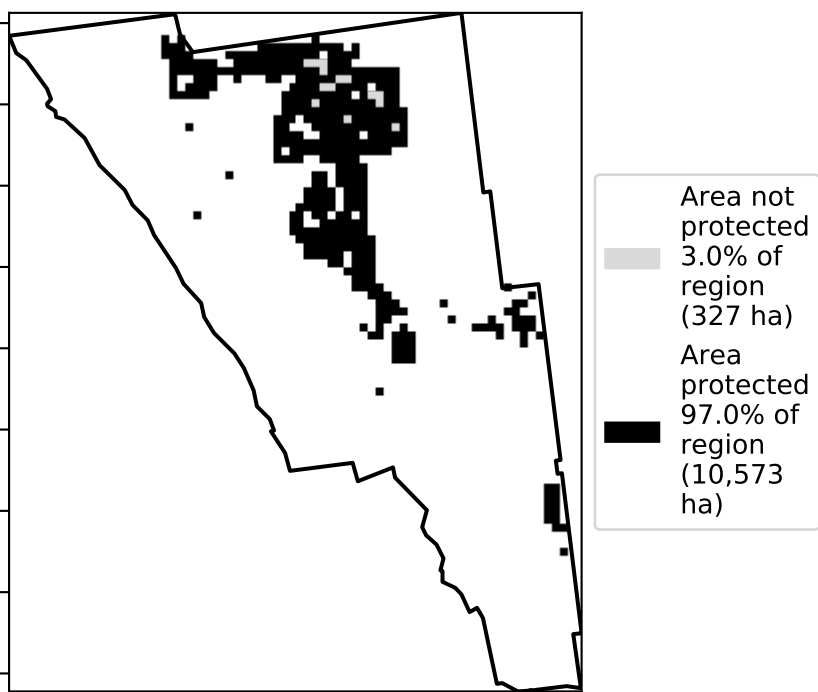 Area not
protected
3.0% of
region
(327 ha)
Area
protected
97.0% of
region
(10,573
ha)